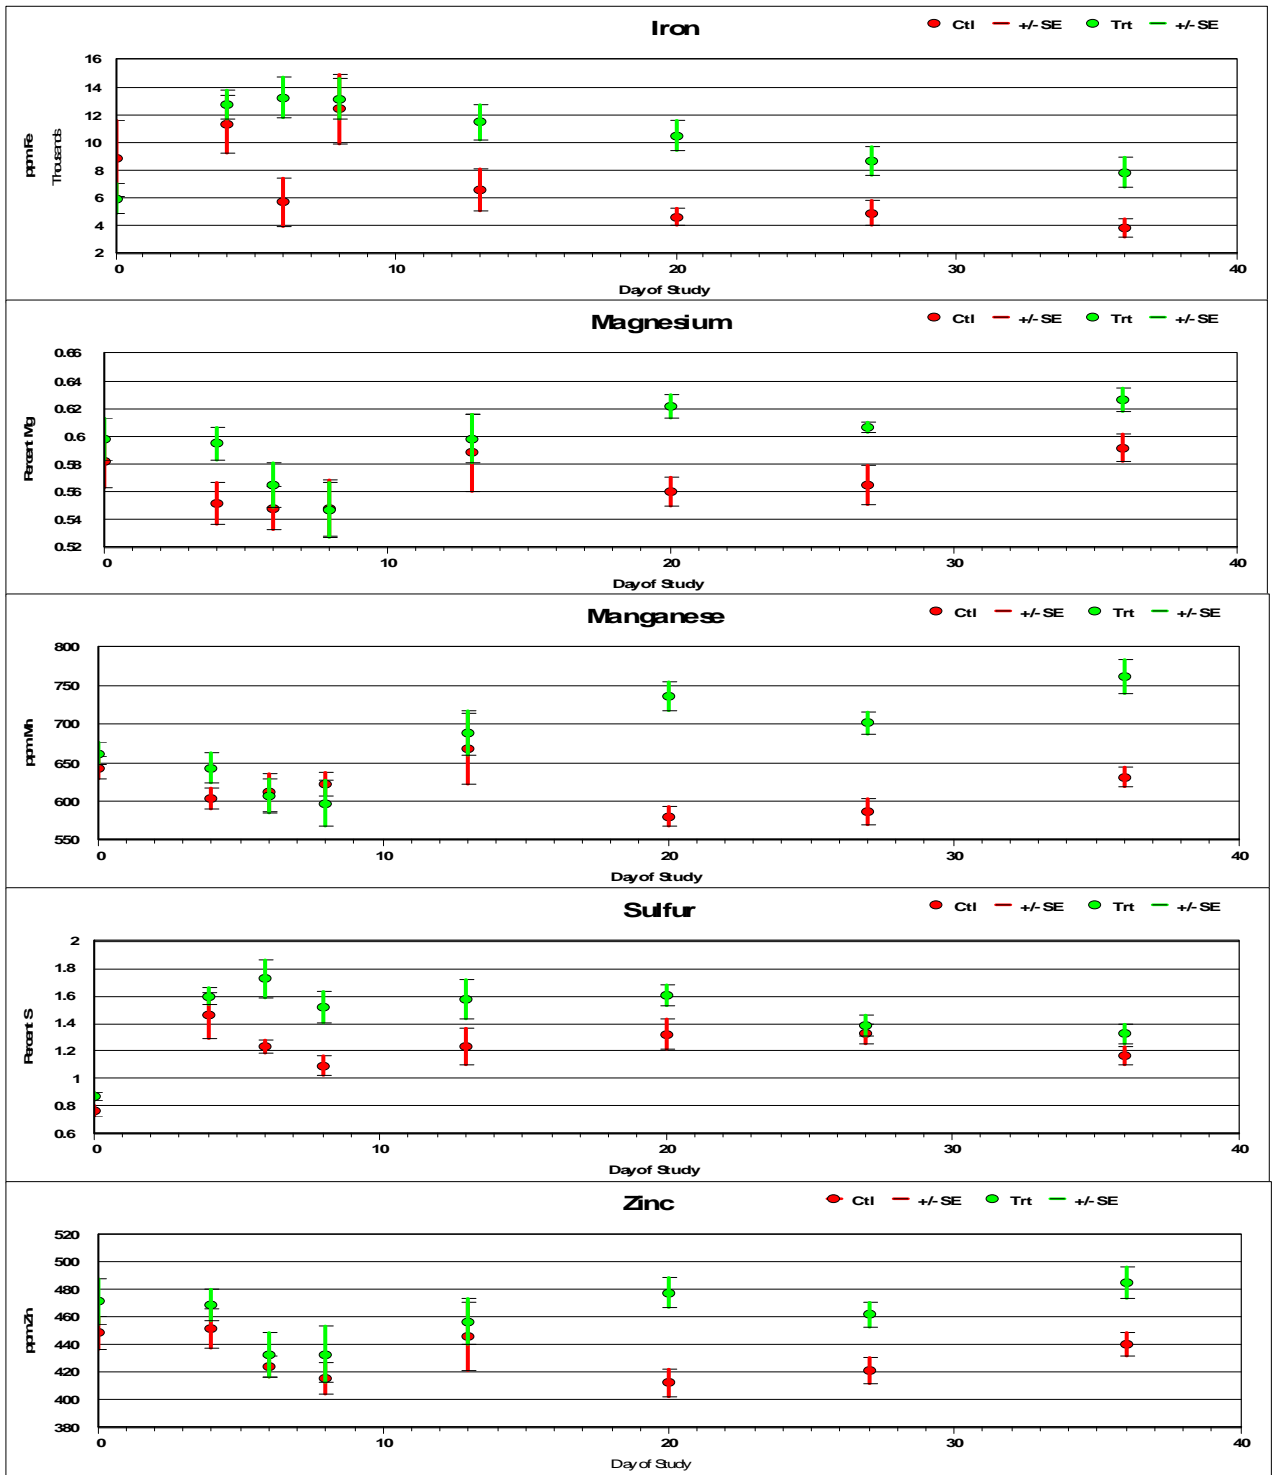 Iron
Ctl +/- SE Trt +/- SE
16
14
12
10
8
6
4
2
ppm Fe
Thousands
0 10 20 30 40
Day of Study
Magnesium
Ctl +/- SE Trt +/- SE
0.66
0.64
0.62
0.6
0.58
0.56
0.54
0.52
Percent Mg
0 10 20 30 40
Day of Study
Manganese
Ctl +/- SE Trt +/- SE
800
750
700
650
600
550
ppm Mn
0 10 20 30 40
Day of Study
Sulfur
Ctl +/- SE Trt +/- SE
2
1.8
1.6
1.4
1.2
1
0.8
0.6
Percent S
0 10 20 30 40
Day of Study
Zinc
Ctl +/- SE Trt +/- SE
520
500
480
460
440
420
400
380
ppm Zn
0 10 20 30 40
Day of Study